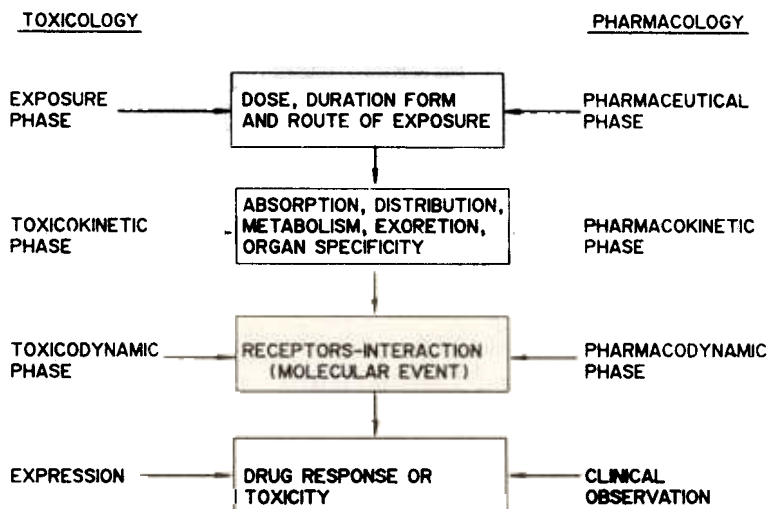 TOXICOLOGY
PHARMACOLOGY
EXPOSURE
PHASE
DOSE, DURATION FORM
AND ROUTE OF EXPOSURE
PHARMACEUTICAL
PHASE
TOXICOKINETIC
PHASE
ABSORPTION, DISTRIBUTION,
METABOLISM, EXORETION,
ORGAN SPECIFICITY
PHARMACOKINETIC
PHASE
TOXICODYNAMIC
PHASE
RECEPTORS-INTERACTION
(MOLECULAR EVENT)
PHARMACODYNAMIC
PHASE
EXPRESSION
DRUG RESPONSE OR
TOXICITY
CLINICAL
OBSERVATION